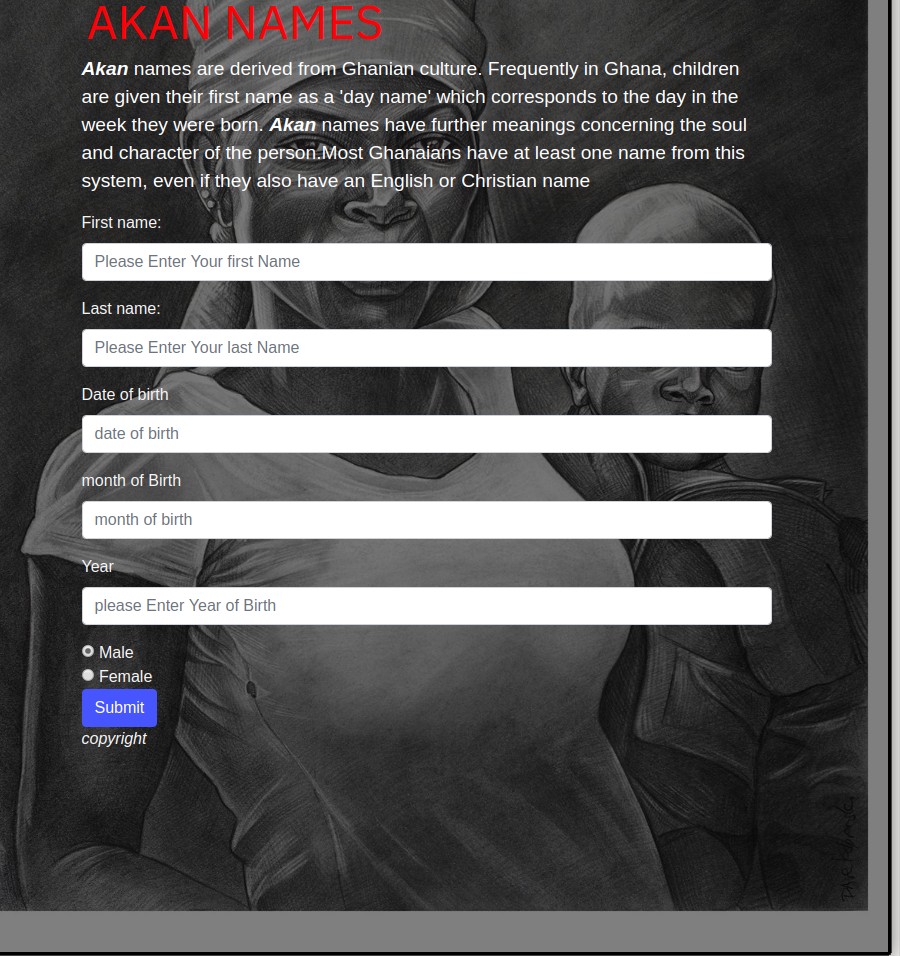 AKAN NAMES
Akan names are derived from Ghanian culture. Frequently in Ghana, children
are given their first name as a 'day name' which corresponds to the day in the
week they were born. Akan names have further meanings concerning the soul
and character of the person.Most Ghanaians have at least one name from this
system, even if they also have an English or Christian name
First name:
Please Enter Your first Name
Last name:
Please Enter Your last Name
Date of birth
date of birth
month of Birth
month of birth
Year
please Enter Year of Birth
Male
Female
Submit
copyright